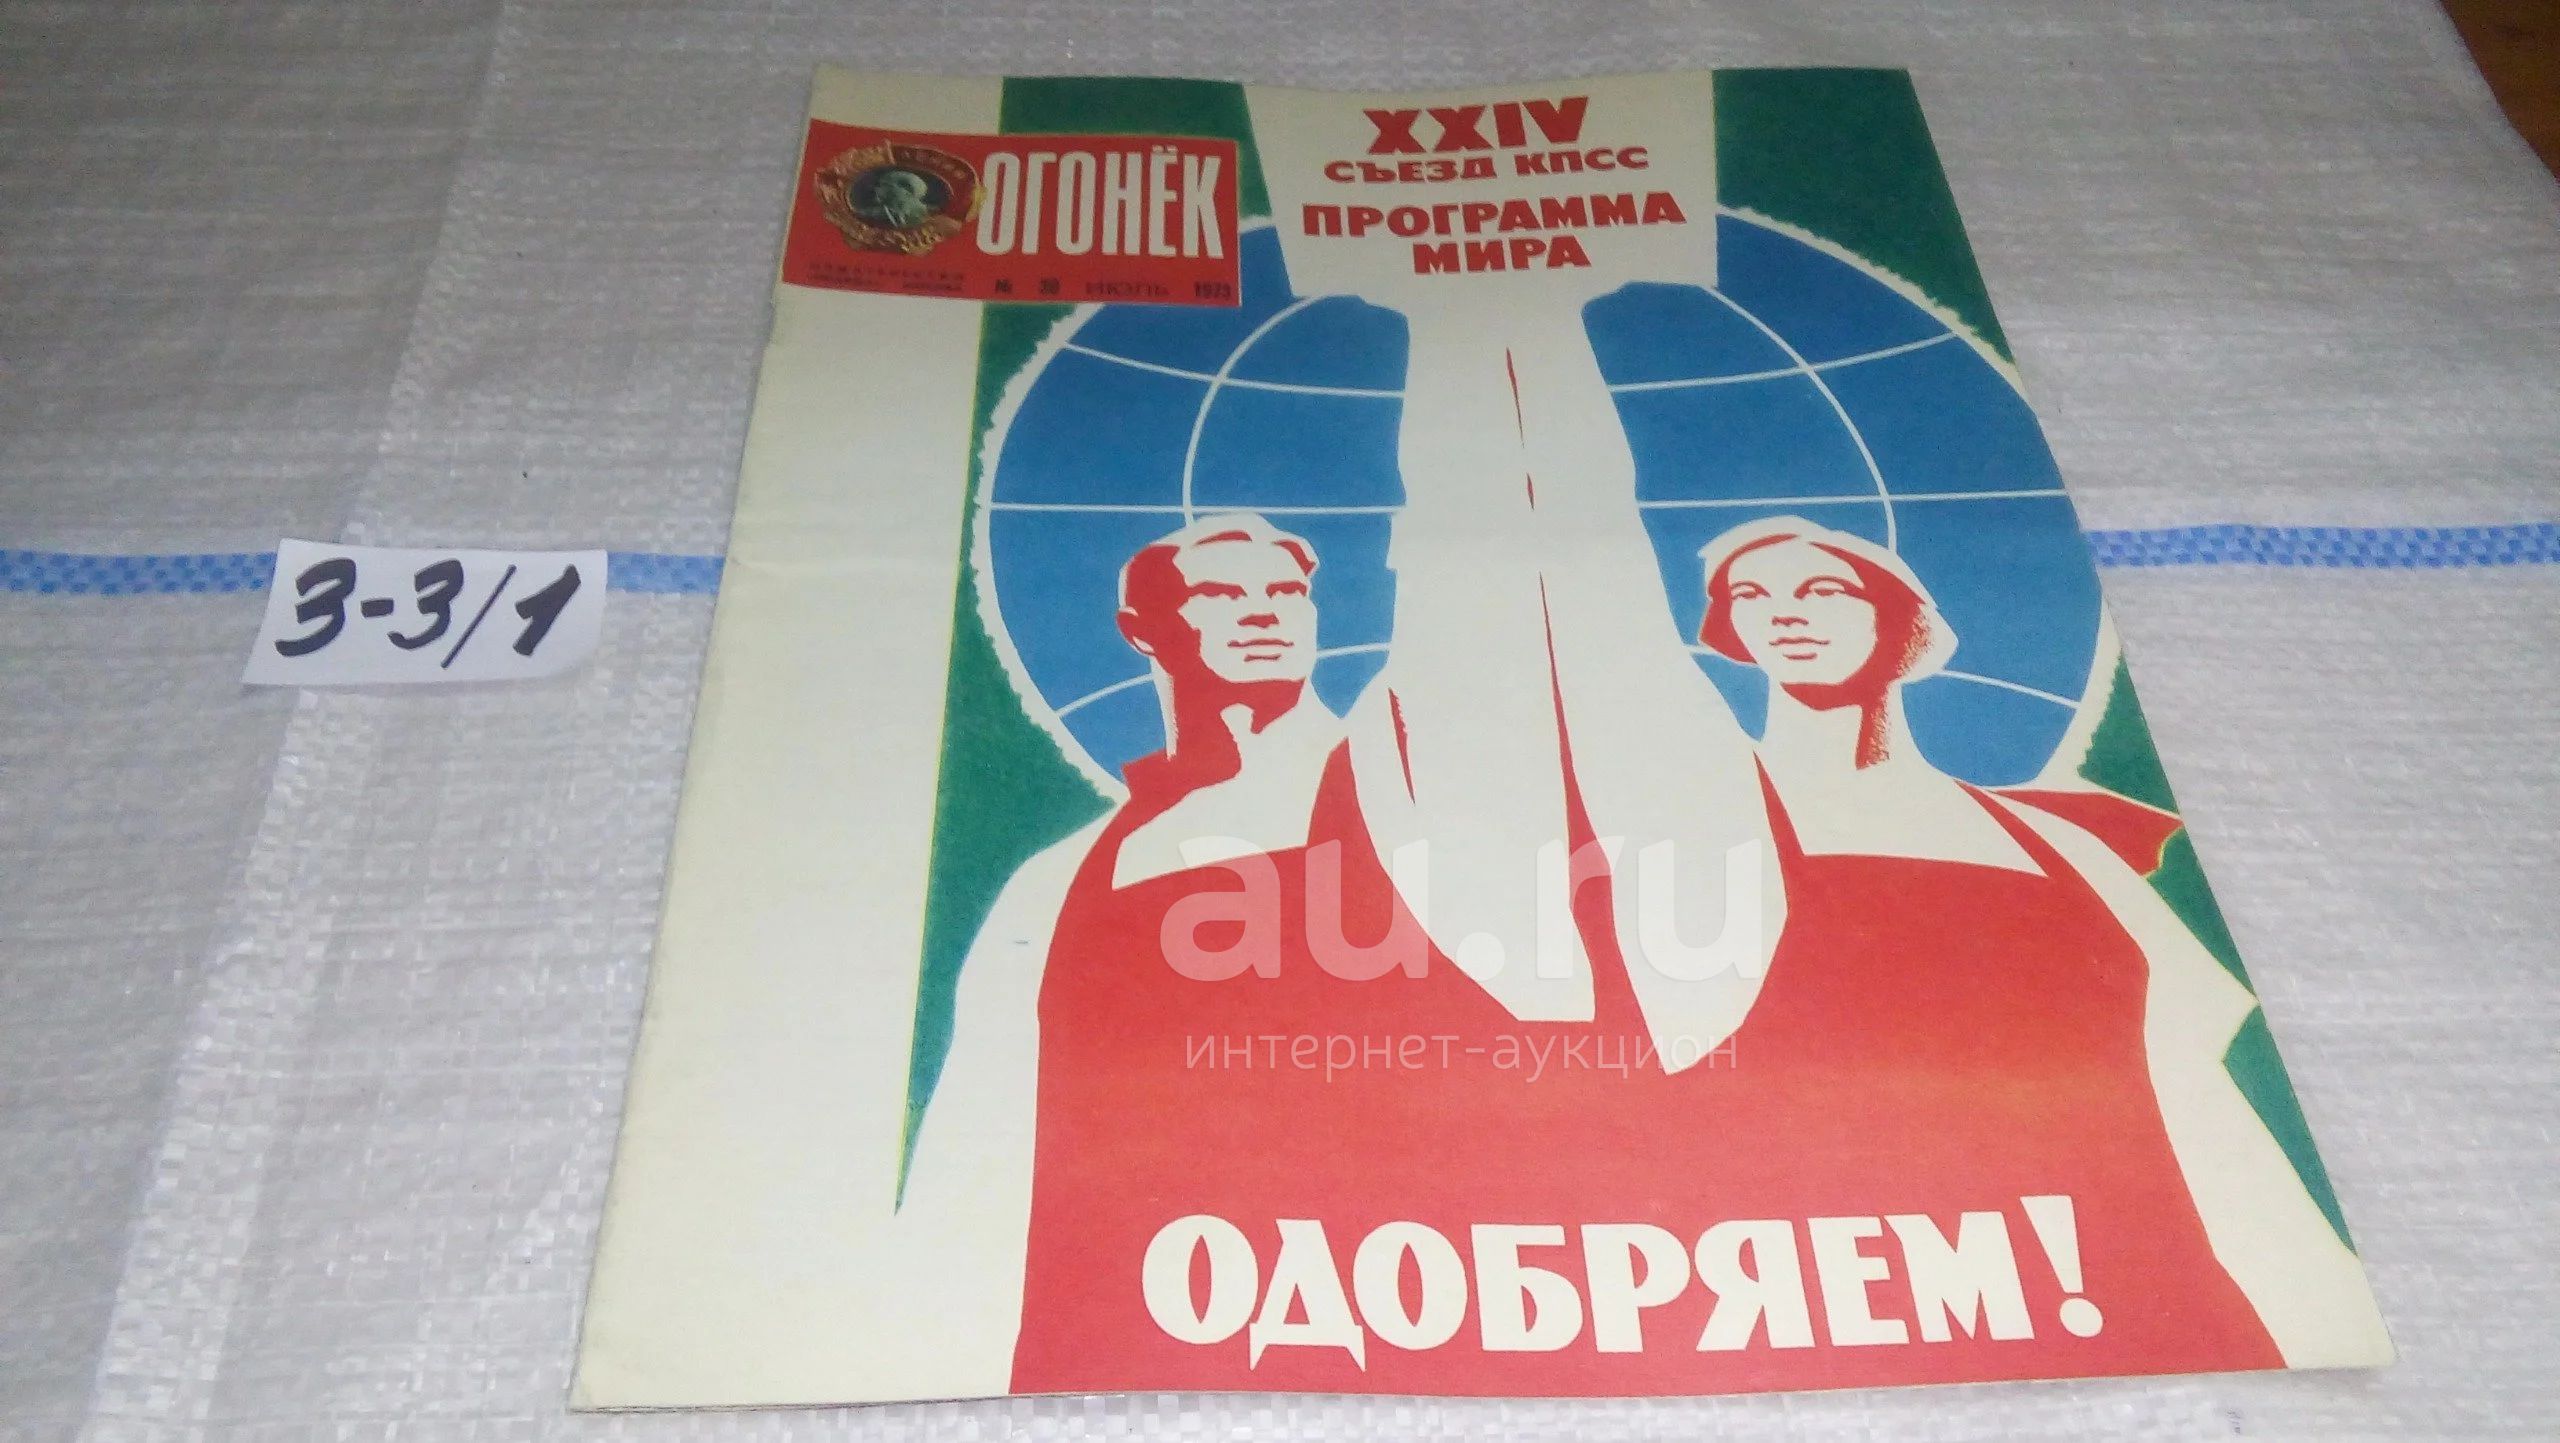 XXIV
СЪЕЗД КПСС
ПРОГРАММА
МИРА
ОГОНЁК
№ 30 ИЮЛЬ 1973
3-3/1
au.ru
интернет-аукцион
ОДОБРЯЕМ!